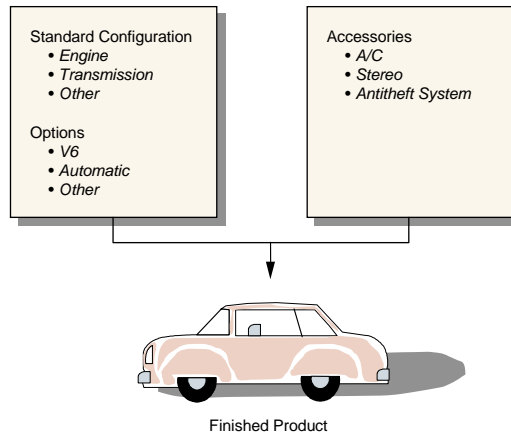 Standard Configuration
• Engine
• Transmission
• Other
Options
• V6
• Automatic
• Other
Accessories
• A/C
• Stereo
• Antitheft System
Finished Product